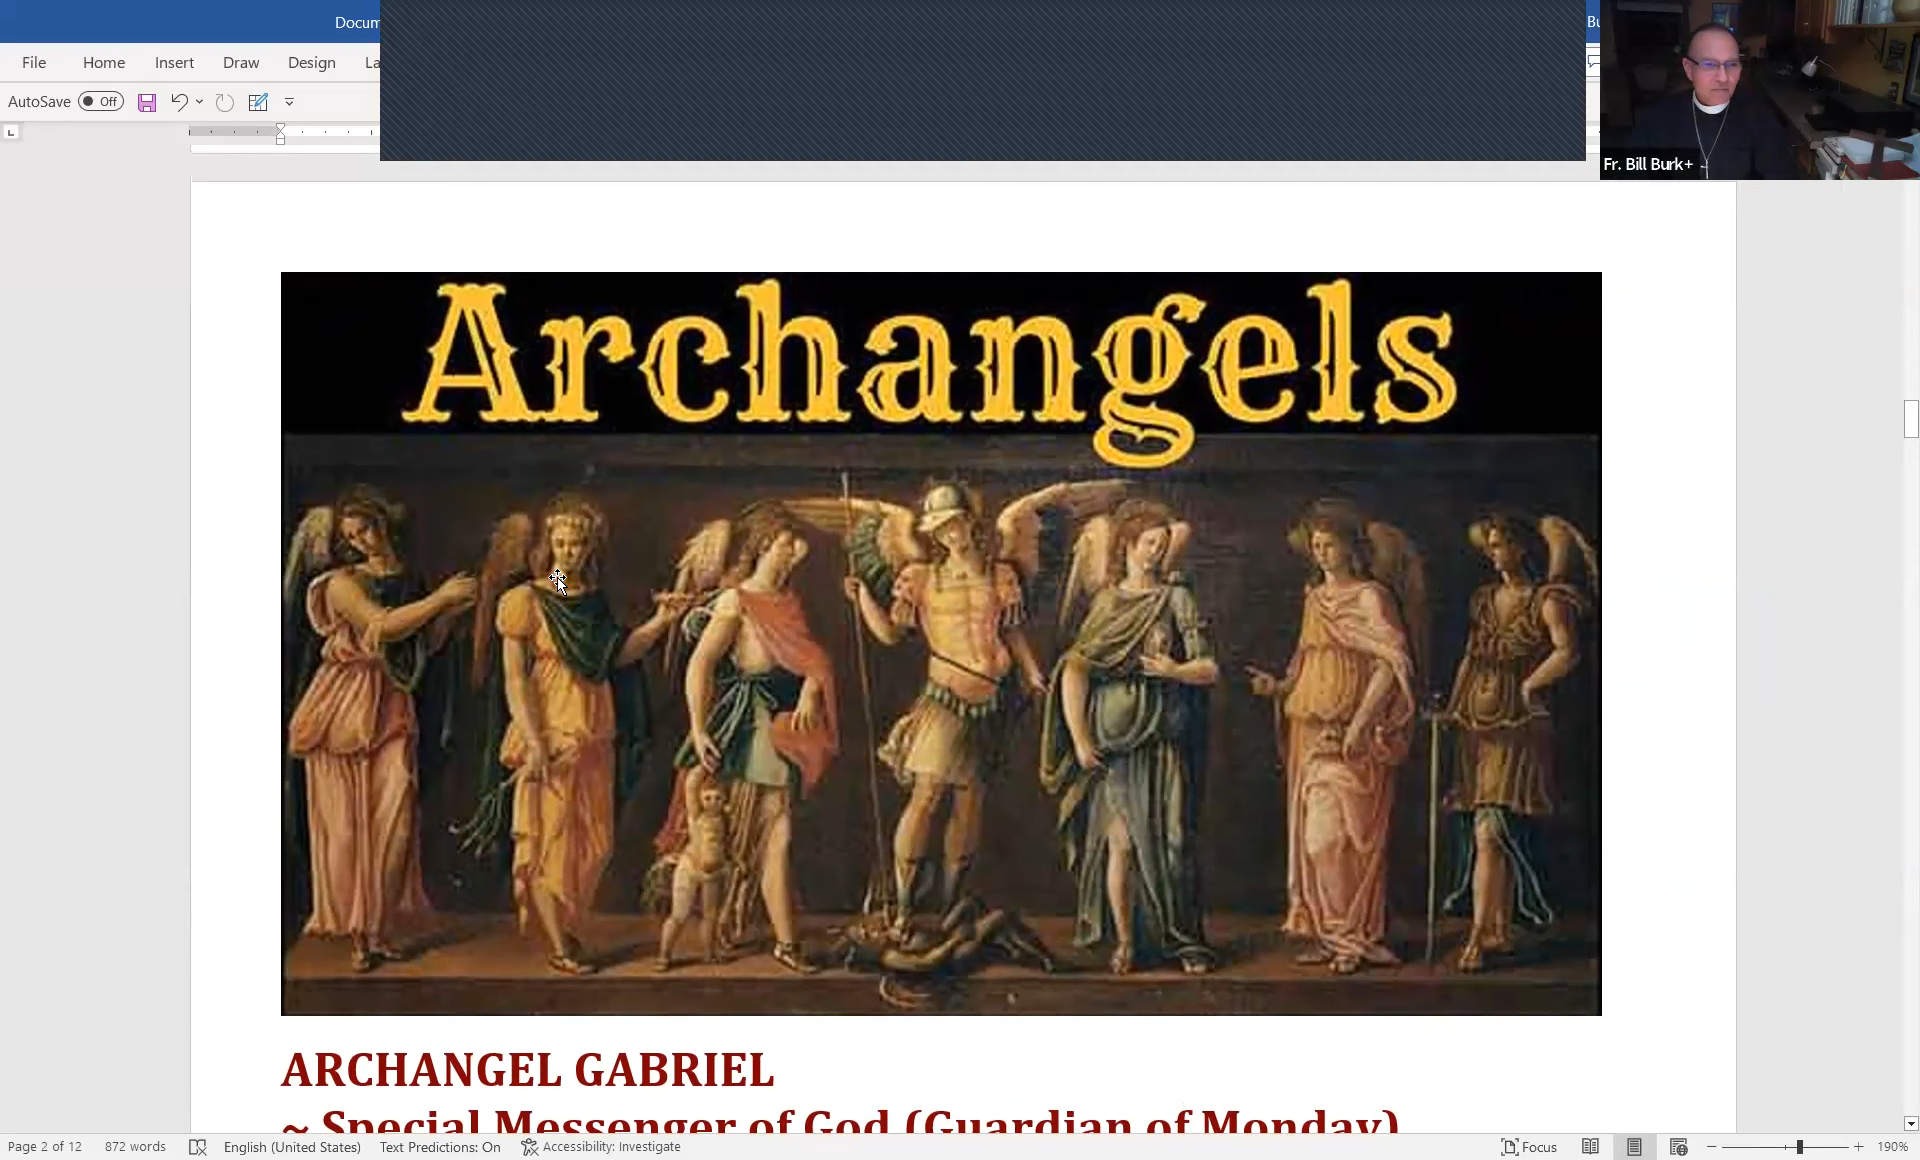 Docum
Bu
File Home Insert Draw Design La
AutoSave Off
Fr. Bill Burk+
Archangels
ARCHANGEL GABRIEL
~ Special Messenger of God (Guardian of Monday)
Page 2 of 12 872 words English (United States) Text Predictions: On Accessibility: Investigate Focus 190%